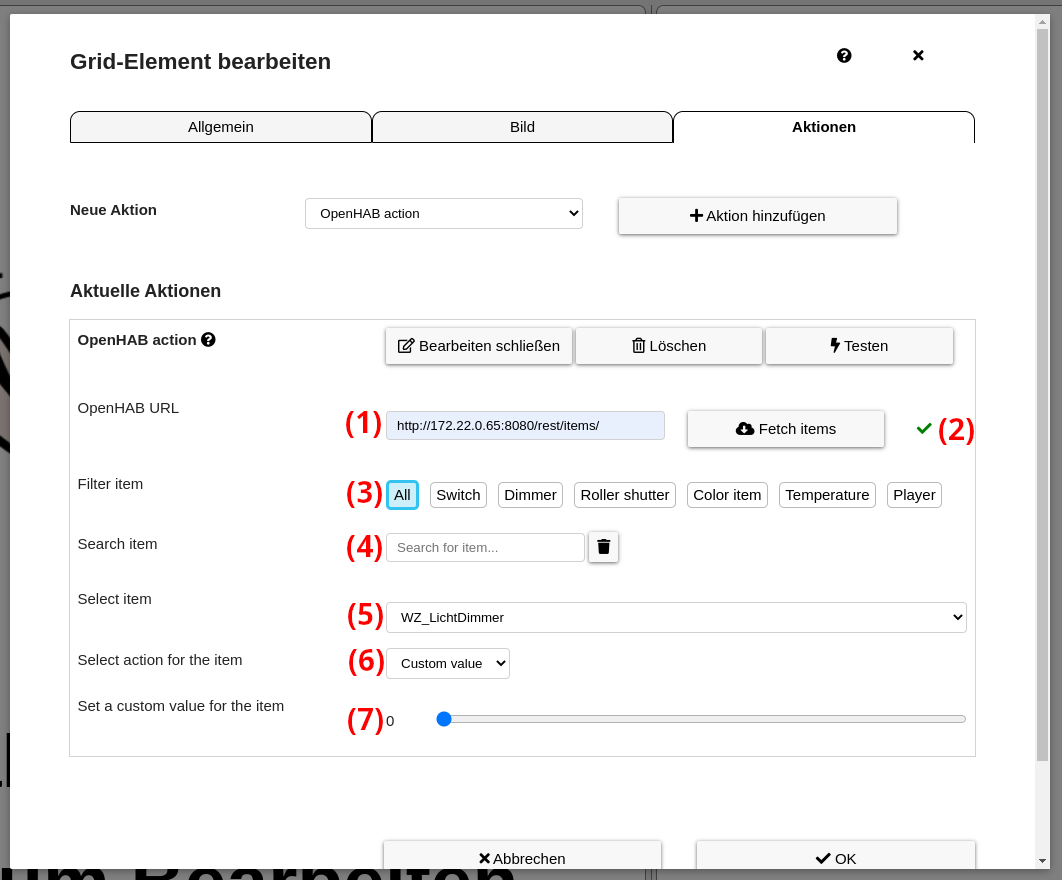 Grid-Element bearbeiten
Allgemein Bild Aktionen
Neue Aktion OpenHAB action Aktion hinzufügen
Aktuelle Aktionen
OpenHAB action Bearbeiten schließen Löschen Testen
OpenHAB URL (1) http://172.22.0.65:8080/rest/items/ Fetch items (2)
Filter item (3) All Switch Dimmer Roller shutter Color item Temperature Player
Search item (4) Search for item...
Select item (5) WZ_LichtDimmer
Select action for the item (6) Custom value
Set a custom value for the item (7) 0
Abbrechen OK
um Bearbeiten